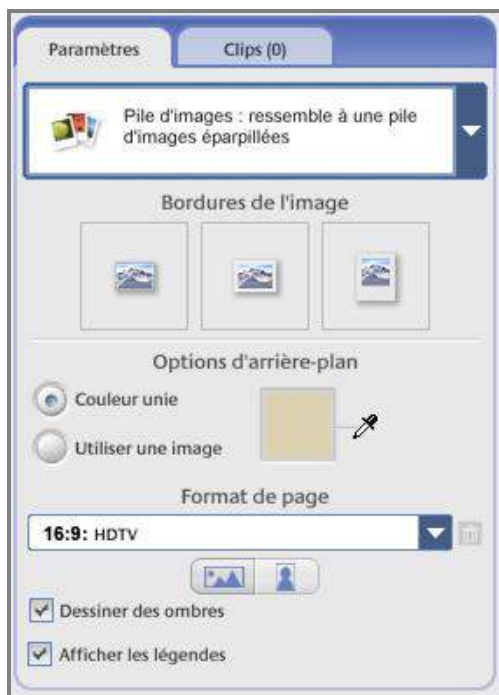 Paramètres
Clips (0)
Pile d'images : ressemble à une pile
d'images éparpillées
Bordures de l'image
Options d'arrière-plan
Couleur unie
Utiliser une image
Format de page
16:9: HDTV
Dessiner des ombres
Afficher les légendes